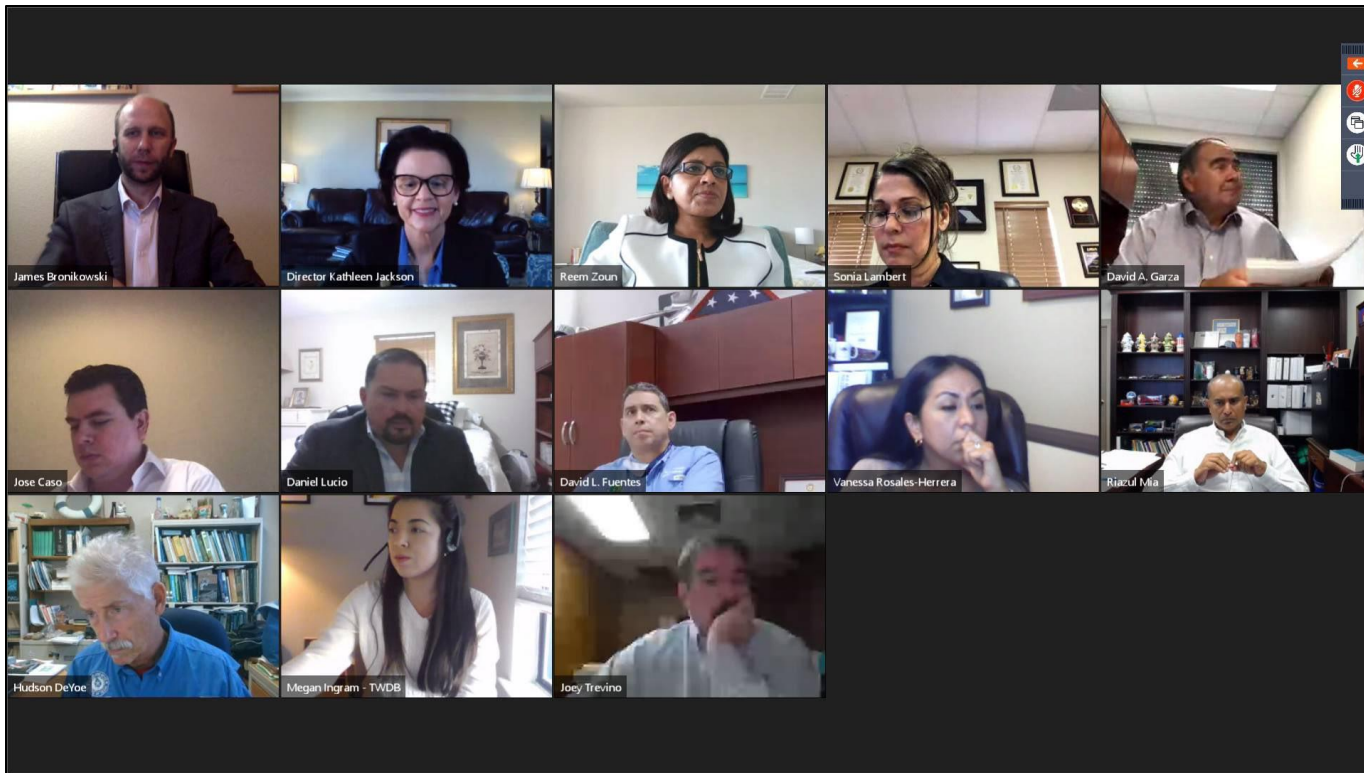 James Bronikowski
Director Kathleen Jackson
Reem Zoun
Sonia Lambert
David A. Garza
Jose Caso
Daniel Lucio
David L. Fuentes
Vanessa Rosales-Herrera
Riazul Mia
Hudson DeYoe
Megan Ingram - TWDB
Joey Trevino